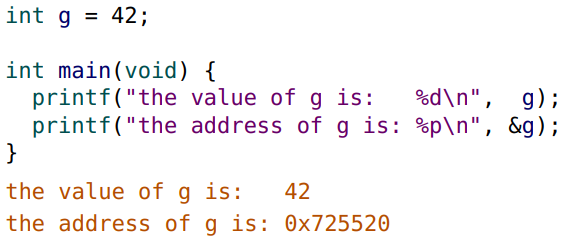 int g = 42;
int main(void) {
  printf("the value of g is:   %d\n",  g);
  printf("the address of g is: %p\n", &g);
}
the value of g is:   42
the address of g is: 0x725520